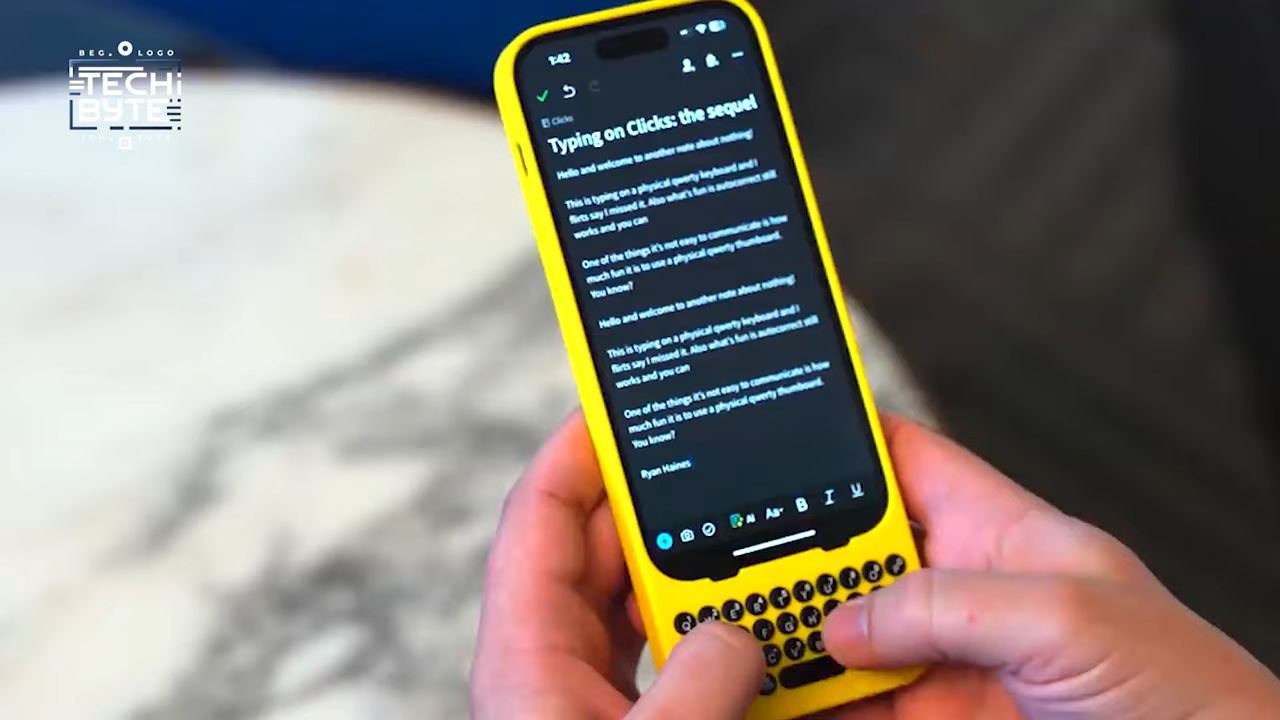 BEG. LOGO
TECH
BYTE
1:42
Clicks
Typing on Clicks: the sequel
Hello and welcome to another note about nothing!
This is typing on a physical qwerty keyboard and I
flirts say I missed it. Also what's fun is autocorrect still
works and you can
One of the things it's not easy to communicate is how
much fun it is to use a physical qwerty thumboard.
You know?
Hello and welcome to another note about nothing!
This is typing on a physical qwerty keyboard and I
flirts say I missed it. Also what's fun is autocorrect still
works and you can
One of the things it's not easy to communicate is how
much fun it is to use a physical qwerty thumboard.
You know?
Ryan Haines
AI Aa B I U
Q W E R T Y U I O P
F G H
C V B